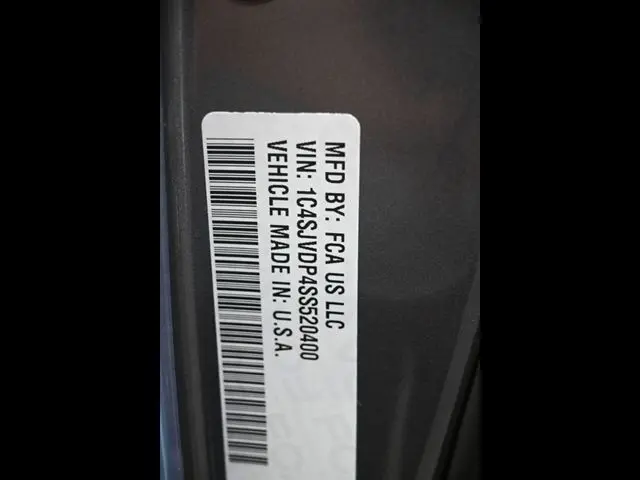 MFD BY: FCA US LLC
VIN: 1C4SJVDP4SS520400
VEHICLE MADE IN: U.S.A.